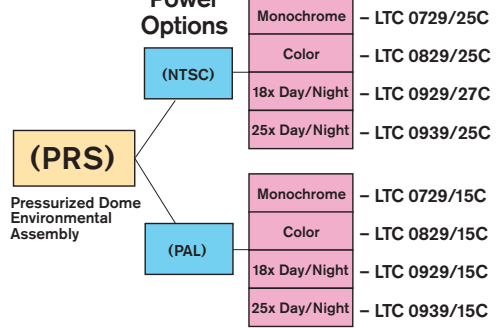 Power
Options
Monochrome – LTC 0729/25C
Color – LTC 0829/25C
(NTSC)
18x Day/Night – LTC 0929/27C
25x Day/Night – LTC 0939/25C
(PRS)
Pressurized Dome
Environmental
Assembly
Monochrome – LTC 0729/15C
Color – LTC 0829/15C
(PAL)
18x Day/Night – LTC 0929/15C
25x Day/Night – LTC 0939/15C